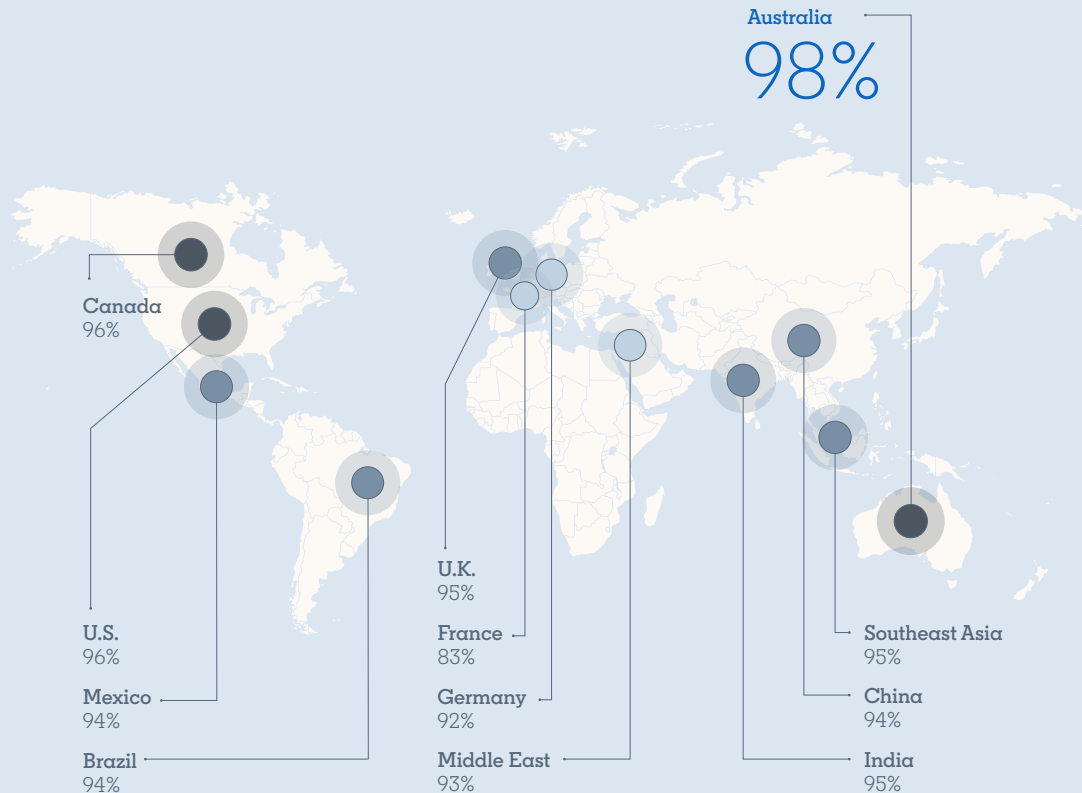 Australia
98%
Canada
96%
U.S.
96%
Mexico
94%
Brazil
94%
U.K.
95%
France
83%
Germany
92%
Middle East
93%
Southeast Asia
95%
China
94%
India
95%